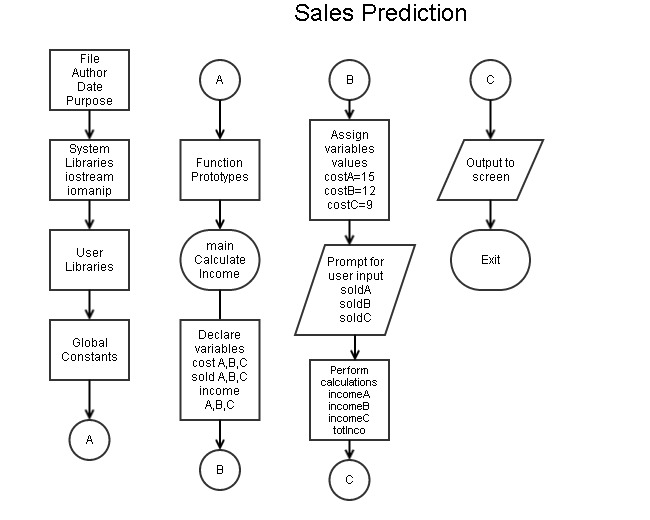 Sales Prediction
File
Author
Date
Purpose
System
Libraries
iostream
iomanip
User
Libraries
Global
Constants
A
A
Function
Prototypes
main
Calculate
Income
Declare
variables
cost A,B,C
sold A,B,C
income
A,B,C
B
B
Assign
variables
values
costA=15
costB=12
costC=9
Prompt for
user input
soldA
soldB
soldC
Perform
calculations
incomeA
incomeB
incomeC
totInco
C
C
Output to
screen
Exit